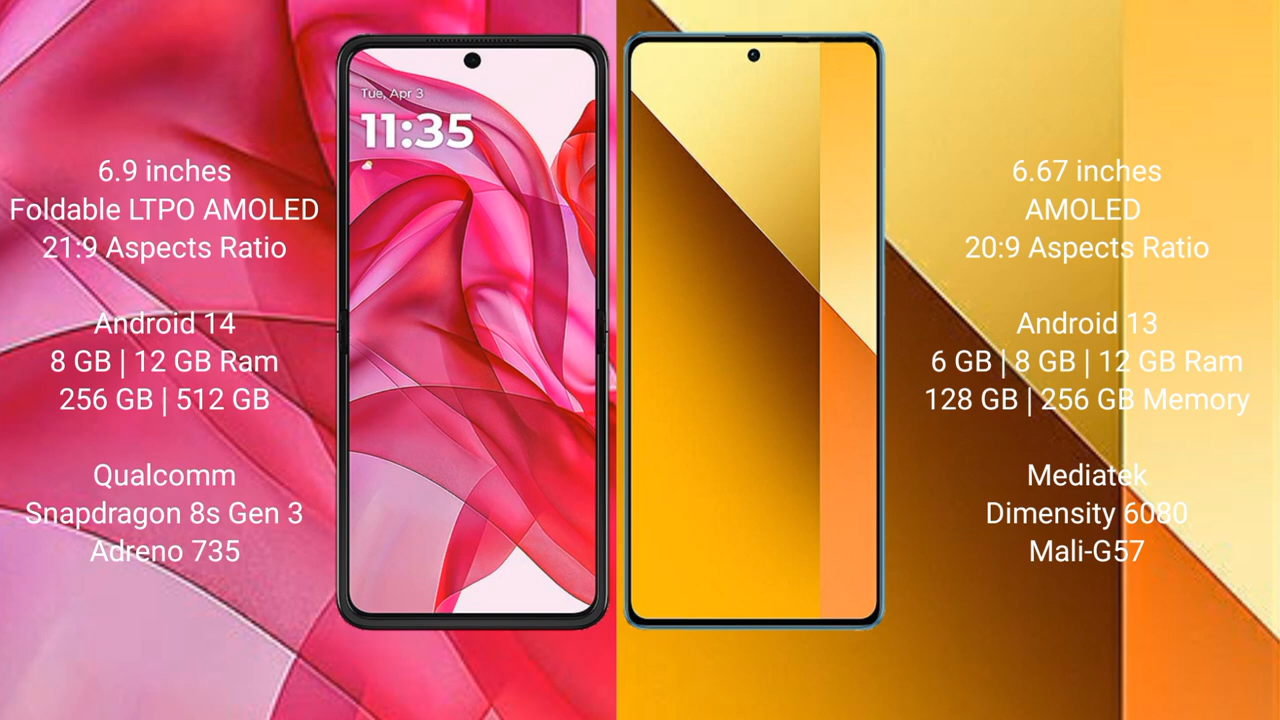 6.9 inches
Foldable LTPO AMOLED
21:9 Aspects Ratio
Android 14
8 GB | 12 GB Ram
256 GB | 512 GB
Qualcomm
Snapdragon 8s Gen 3
Adreno 735
Tue, Apr 3
11:35
6.67 inches
AMOLED
20:9 Aspects Ratio
Android 13
6 GB | 8 GB | 12 GB Ram
128 GB | 256 GB Memory
Mediatek
Dimensity 6080
Mali-G57